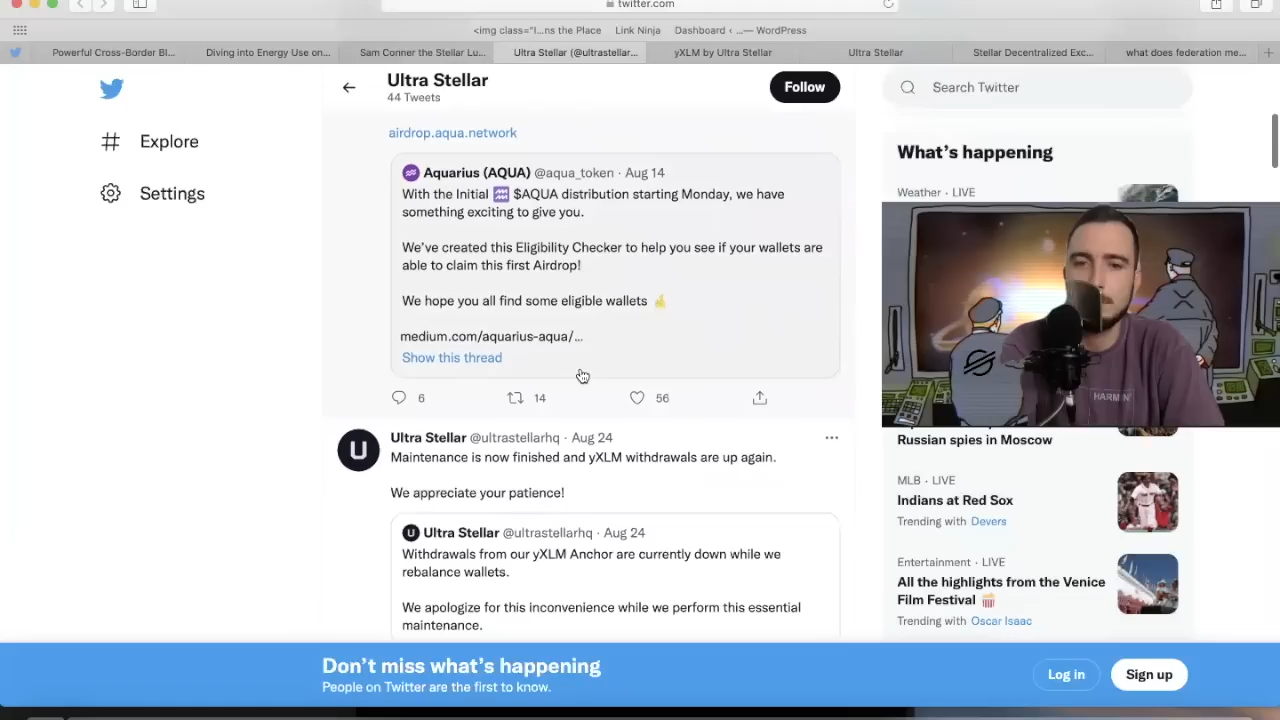 twitter.com
<img class="l...ns the Place
Link Ninja
Dashboard ‹ ...— WordPress
Powerful Cross-Border Bl...
Diving into Energy Use on...
Sam Conner the Stellar Lu...
Ultra Stellar (@ultrastellar...
yXLM by Ultra Stellar
Ultra Stellar
Stellar Decentralized Exc...
what does federation me...
Explore
Settings
Ultra Stellar
44 Tweets
Follow
airdrop.aqua.network
Aquarius (AQUA) @aqua_token · Aug 14
With the Initial ♒ $AQUA distribution starting Monday, we have
something exciting to give you.
We've created this Eligibility Checker to help you see if your wallets are
able to claim this first Airdrop!
We hope you all find some eligible wallets 🤞
medium.com/aquarius-aqua/...
Show this thread
6
14
56
U
Ultra Stellar @ultrastellarhq · Aug 24
Maintenance is now finished and yXLM withdrawals are up again.
We appreciate your patience!
U Ultra Stellar @ultrastellarhq · Aug 24
Withdrawals from our yXLM Anchor are currently down while we
rebalance wallets.
We apologize for this inconvenience while we perform this essential
maintenance.
Search Twitter
What's happening
Weather · LIVE
HARMIN
Russian spies in Moscow
MLB · LIVE
Indians at Red Sox
Trending with Devers
Entertainment · LIVE
All the highlights from the Venice
Film Festival 🍿
Trending with Oscar Isaac
Don't miss what's happening
People on Twitter are the first to know.
Log in
Sign up